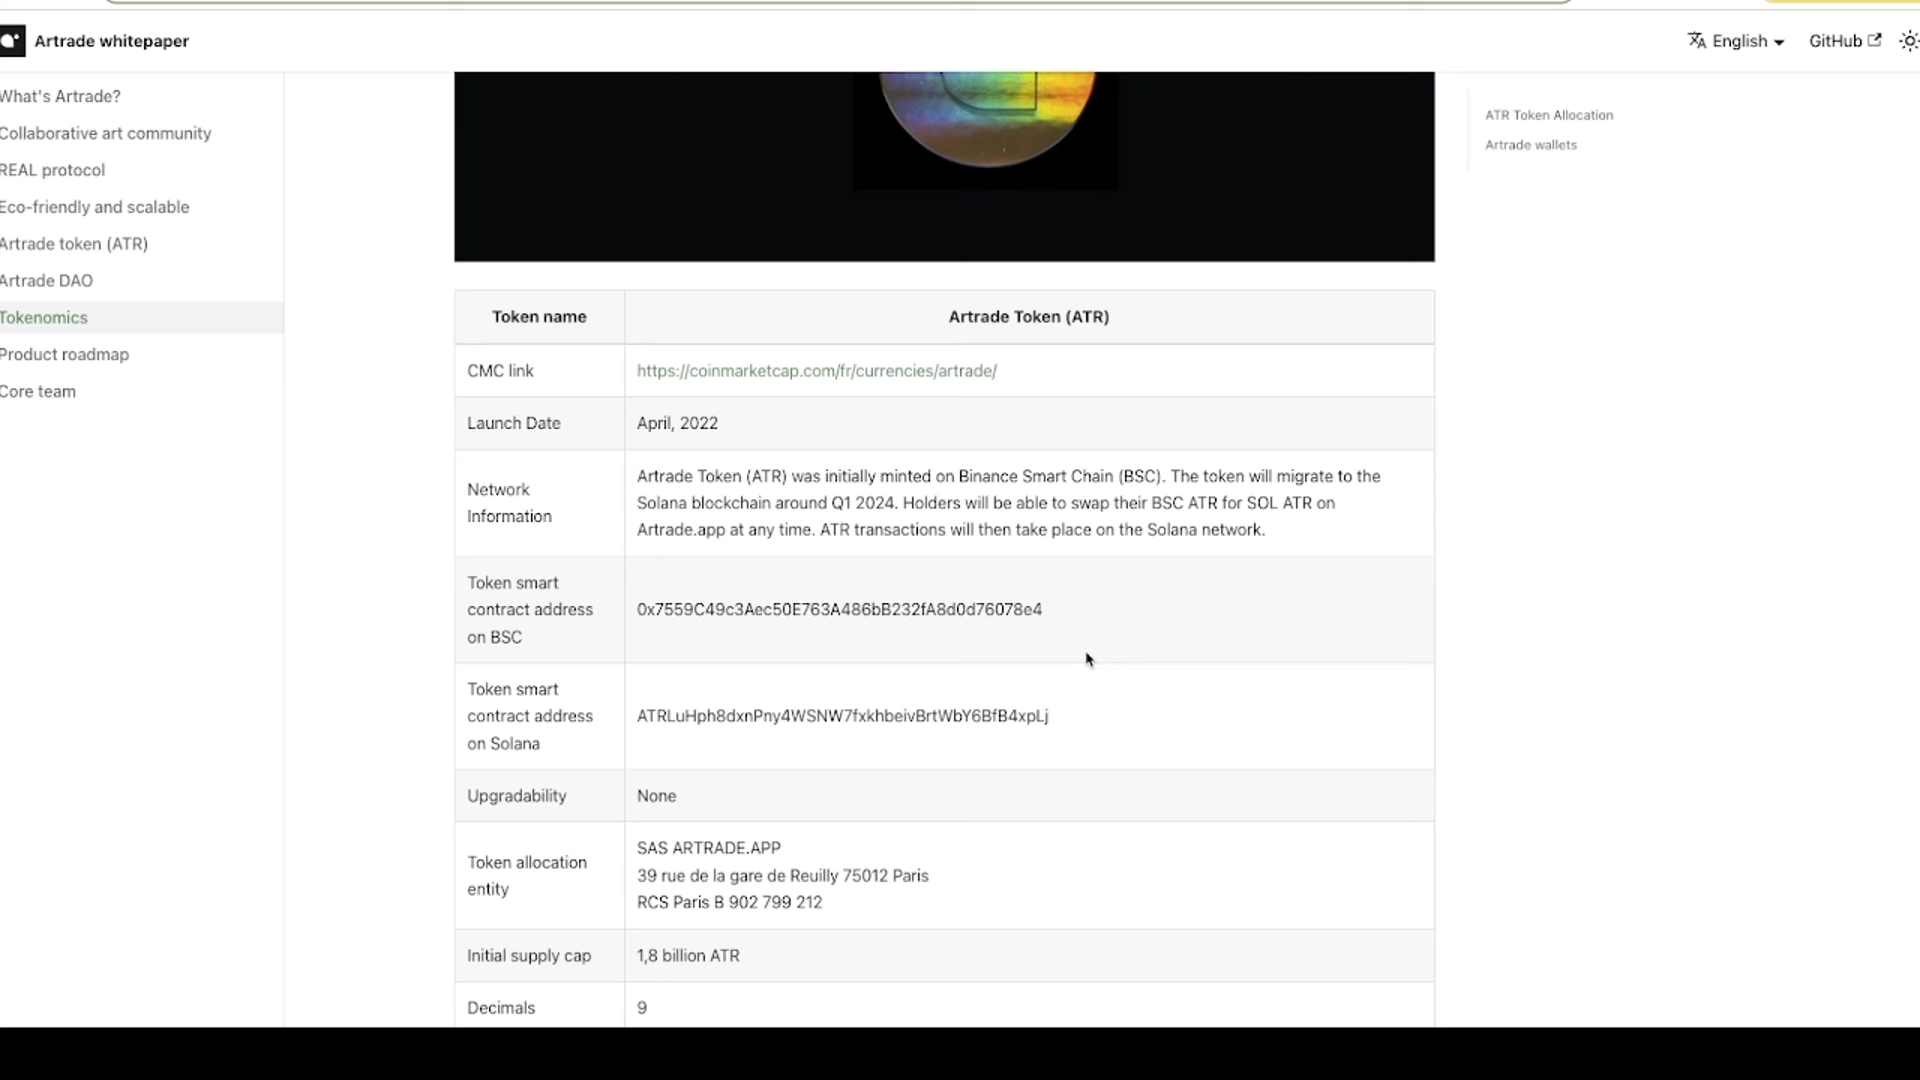 Artrade whitepaper
English
GitHub
What's Artrade?
Collaborative art community
REAL protocol
Eco-friendly and scalable
Artrade token (ATR)
Artrade DAO
Tokenomics
Product roadmap
Core team
ATR Token Allocation
Artrade wallets
Token name
Artrade Token (ATR)
CMC link
https://coinmarketcap.com/fr/currencies/artrade/
Launch Date
April, 2022
Network
Information
Artrade Token (ATR) was initially minted on Binance Smart Chain (BSC). The token will migrate to the
Solana blockchain around Q1 2024. Holders will be able to swap their BSC ATR for SOL ATR on
Artrade.app at any time. ATR transactions will then take place on the Solana network.
Token smart
contract address
on BSC
0x7559C49c3Aec50E763A486bB232fA8d0d76078e4
Token smart
contract address
on Solana
ATRLuHph8dxnPny4WSNW7fxkhbeivBrtWbY6BfB4xpLj
Upgradability
None
Token allocation
entity
SAS ARTRADE.APP
39 rue de la gare de Reuilly 75012 Paris
RCS Paris B 902 799 212
Initial supply cap
1,8 billion ATR
Decimals
9